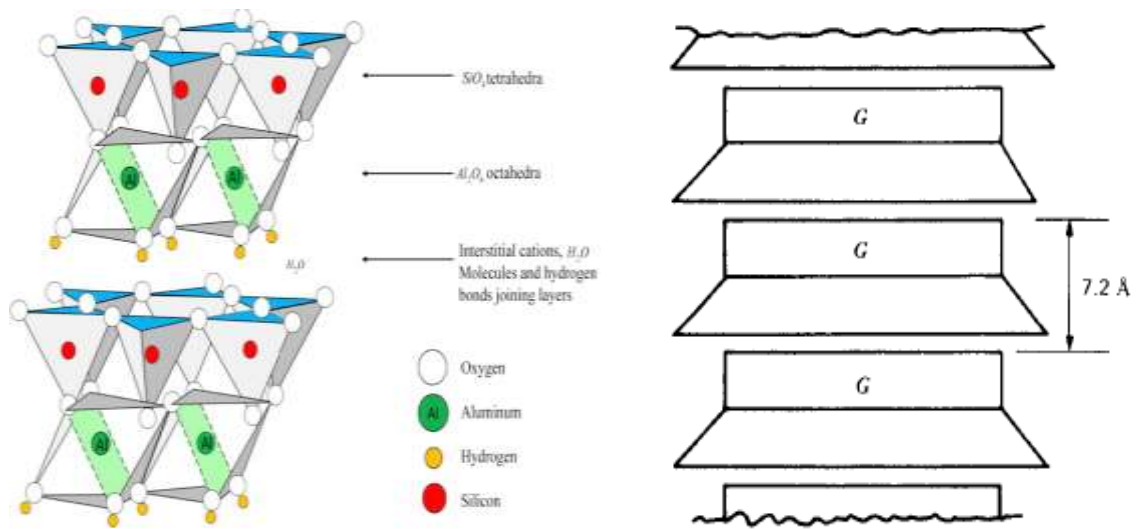 SiO₄ tetrahedra
Al₂O₆ octahedra
Interstitial cations, H₂O
Molecules and hydrogen
bonds joining layers
H₂O
Al
Al
Al
Al
Oxygen
Al
Aluminum
Hydrogen
Silicon
G
G
7.2 Å
G